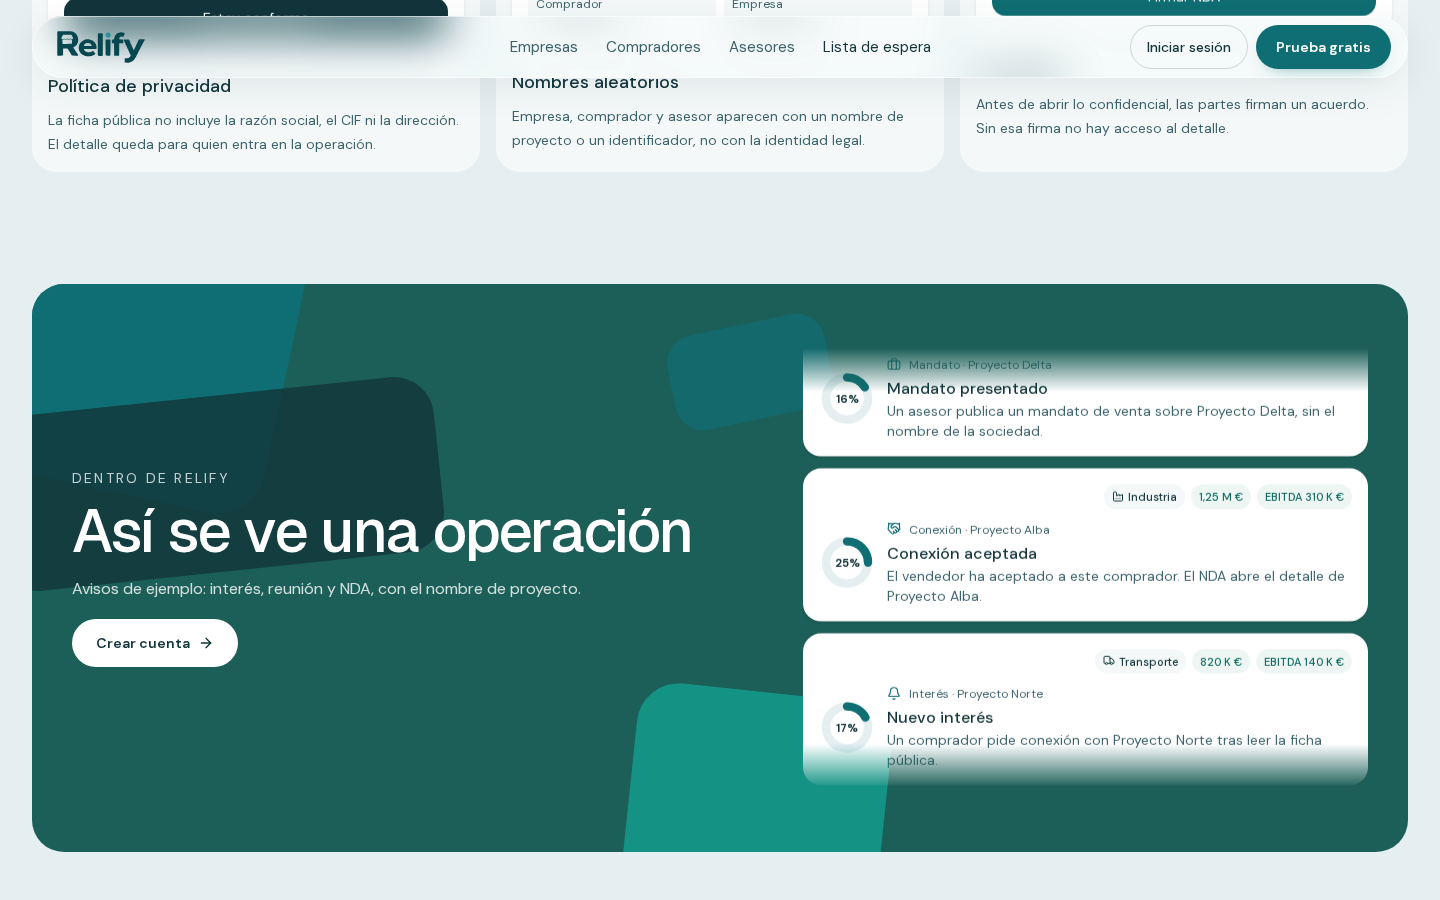 Comprador
Empresa
Relify
Empresas
Compradores
Asesores
Lista de espera
Iniciar sesión
Prueba gratis
Política de privacidad
La ficha pública no incluye la razón social, el CIF ni la dirección.
El detalle queda para quien entra en la operación.
Nombres aleatorios
Empresa, comprador y asesor aparecen con un nombre de
proyecto o un identificador, no con la identidad legal.
Antes de abrir lo confidencial, las partes firman un acuerdo.
Sin esa firma no hay acceso al detalle.
DENTRO DE RELIFY
Así se ve una operación
Avisos de ejemplo: interés, reunión y NDA, con el nombre de proyecto.
Crear cuenta
Mandato · Proyecto Delta
16%
Mandato presentado
Un asesor publica un mandato de venta sobre Proyecto Delta, sin el
nombre de la sociedad.
Industria
1,25 M €
EBITDA 310 K €
Conexión · Proyecto Alba
25%
Conexión aceptada
El vendedor ha aceptado a este comprador. El NDA abre el detalle de
Proyecto Alba.
Transporte
820 K €
EBITDA 140 K €
Interés · Proyecto Norte
17%
Nuevo interés
Un comprador pide conexión con Proyecto Norte tras leer la ficha
pública.